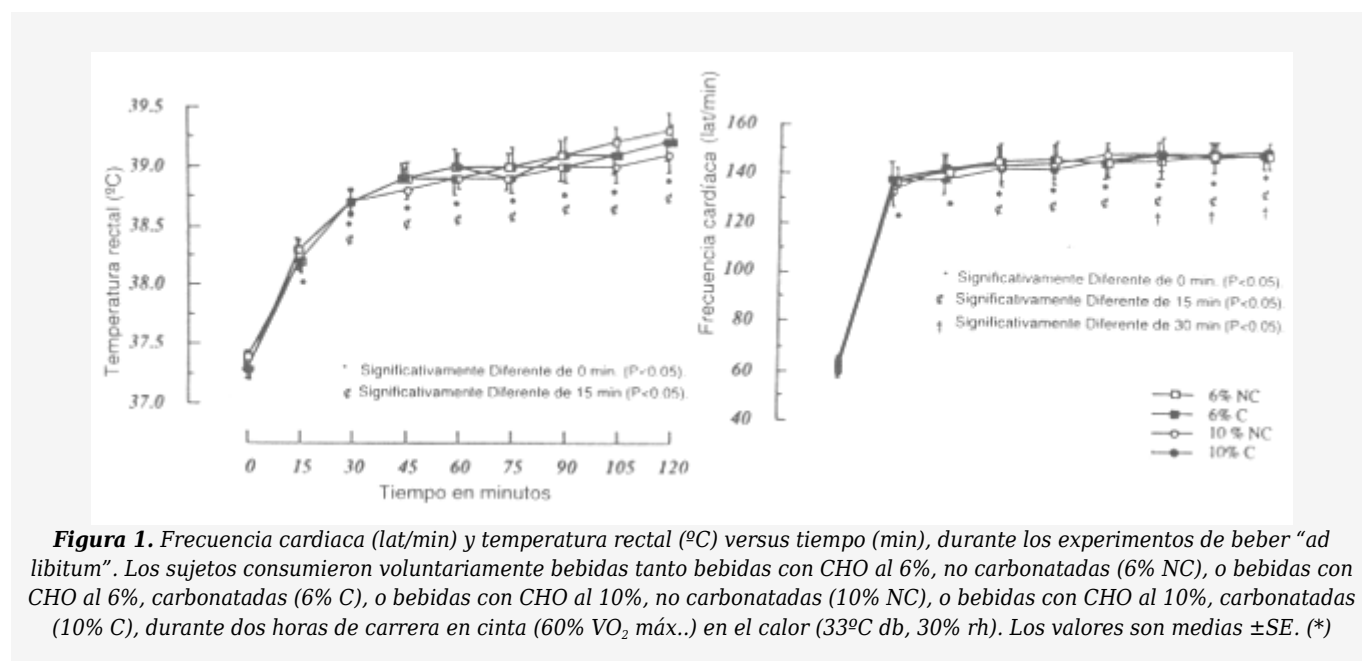 39.5
39.0
38.5
38.0
37.5
37.0
Temperatura rectal (ºC)
* Significativamente Diferente de 0 min. (P<0.05).
¢ Significativamente Diferente de 15 min (P<0.05).
0 15 30 45 60 75 90 105 120
Tiempo en minutos
160
140
120
100
80
60
40
Frecuencia cardíaca (lat/min)
* Significativamente Diferente de 0 min. (P<0.05).
¢ Significativamente Diferente de 15 min (P<0.05).
† Significativamente Diferente de 30 min (P<0.05).
6% NC
6% C
10 % NC
10% C
Figura 1. Frecuencia cardiaca (lat/min) y temperatura rectal (ºC) versus tiempo (min), durante los experimentos de beber “ad
libitum”. Los sujetos consumieron voluntariamente bebidas tanto bebidas con CHO al 6%, no carbonatadas (6% NC), o bebidas con
CHO al 6%, carbonatadas (6% C), o bebidas con CHO al 10%, no carbonatadas (10% NC), o bebidas con CHO al 10%, carbonatadas
(10% C), durante dos horas de carrera en cinta (60% VO₂ máx..) en el calor (33ºC db, 30% rh). Los valores son medias ±SE. (*)